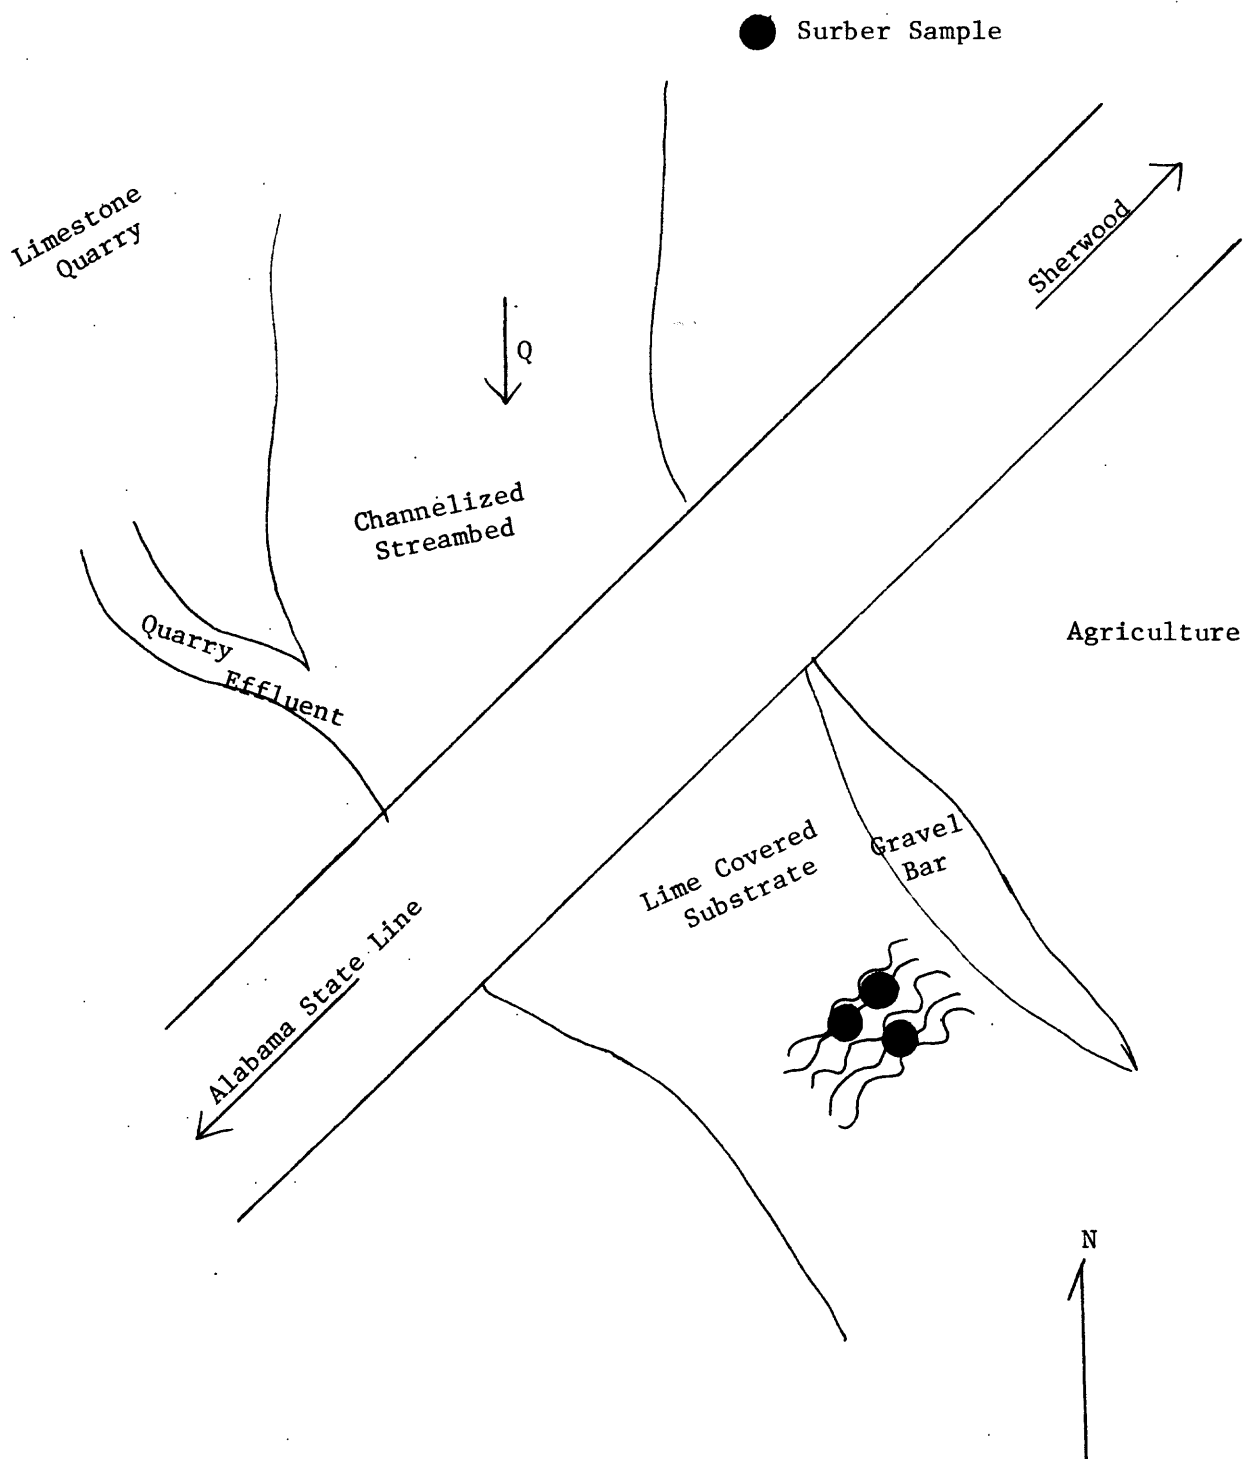 Surber Sample
Limestone
Quarry
Sherwood
Q
Channelized
Streambed
Agriculture
Quarry
Effluent
Gravel
Bar
Lime Covered
Substrate
Alabama State Line
N